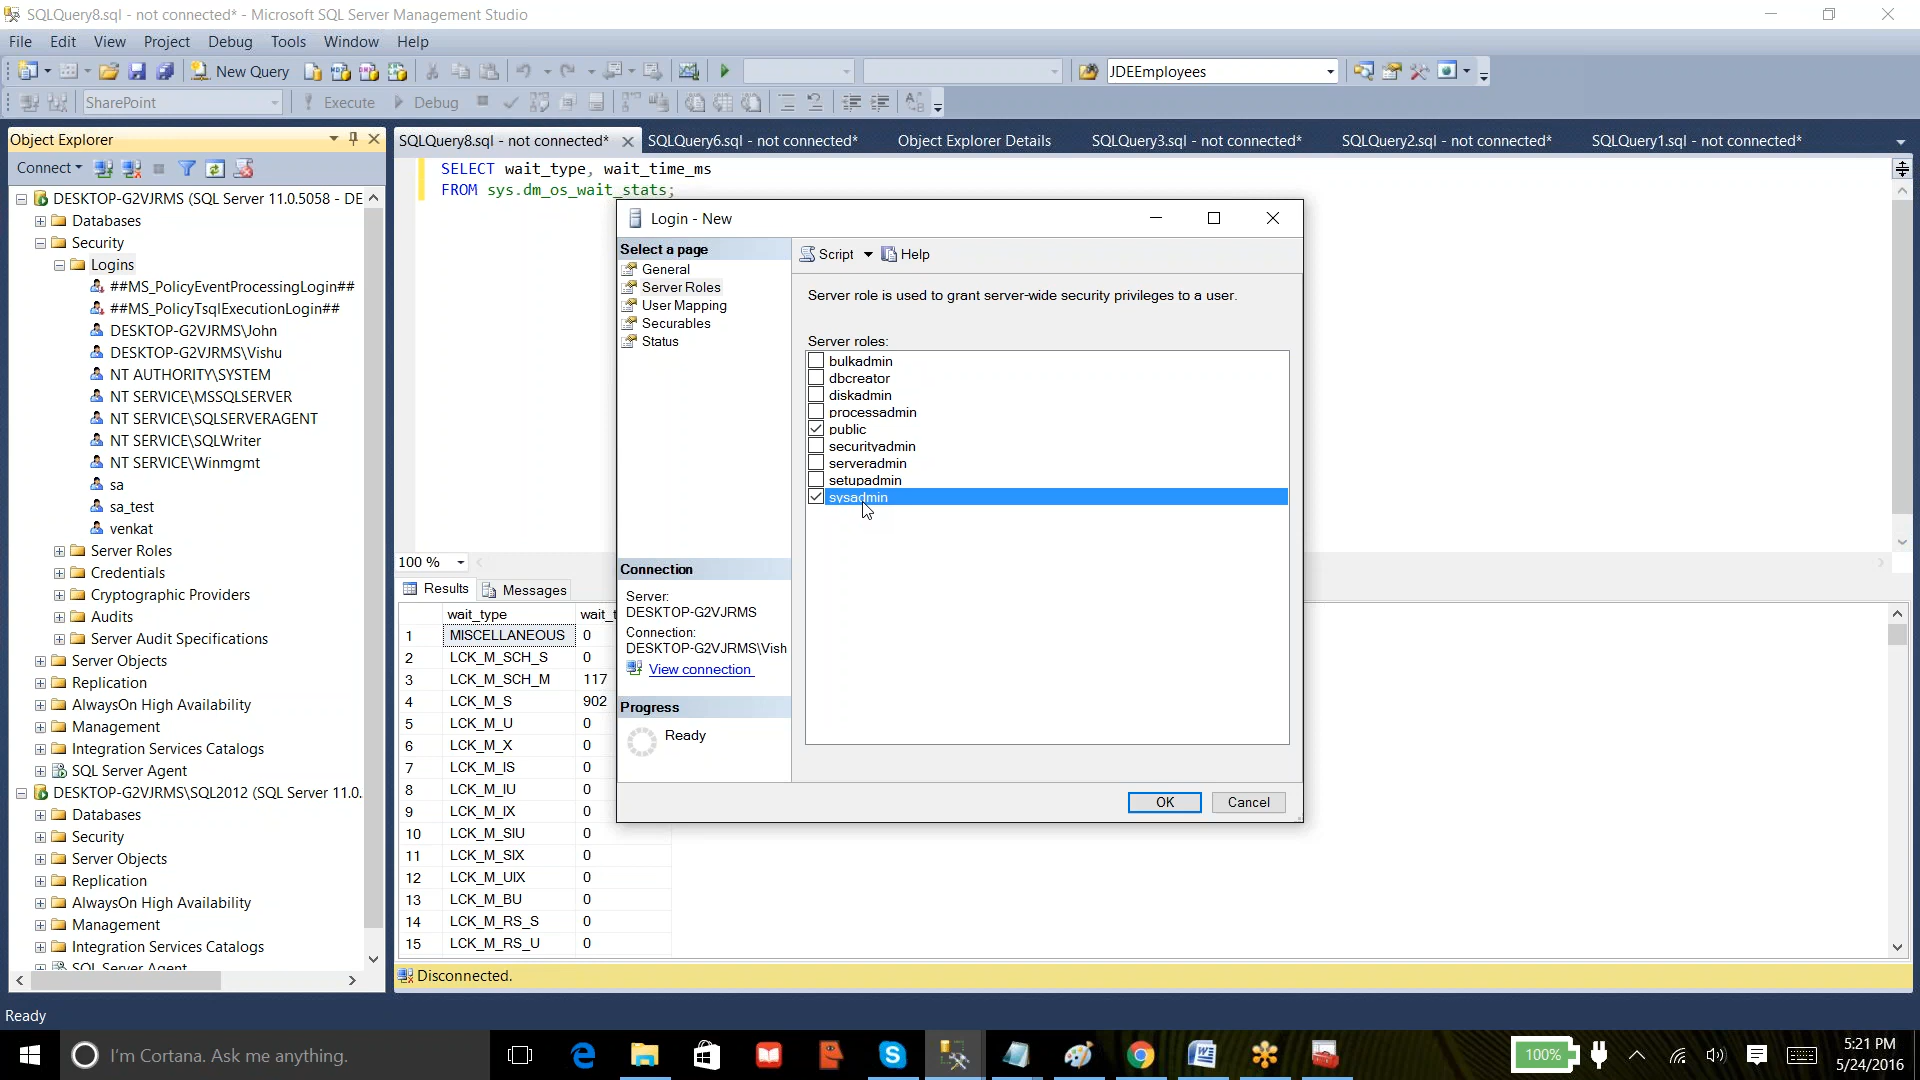 SQLQuery8.sql - not connected* - Microsoft SQL Server Management Studio
File Edit View Project Debug Tools Window Help
New Query JDEEmployees
SharePoint Execute Debug
Object Explorer
SQLQuery8.sql - not connected* SQLQuery6.sql - not connected* Object Explorer Details SQLQuery3.sql - not connected* SQLQuery2.sql - not connected* SQLQuery1.sql - not connected*
Connect
DESKTOP-G2VJRMS (SQL Server 11.0.5058 - DE
Databases
Security
Logins
##MS_PolicyEventProcessingLogin##
##MS_PolicyTsqlExecutionLogin##
DESKTOP-G2VJRMS\John
DESKTOP-G2VJRMS\Vishu
NT AUTHORITY\SYSTEM
NT SERVICE\MSSQLSERVER
NT SERVICE\SQLSERVERAGENT
NT SERVICE\SQLWriter
NT SERVICE\Winmgmt
sa
sa_test
venkat
Server Roles
Credentials
Cryptographic Providers
Audits
Server Audit Specifications
Server Objects
Replication
AlwaysOn High Availability
Management
Integration Services Catalogs
SQL Server Agent
DESKTOP-G2VJRMS\SQL2012 (SQL Server 11.0.
Databases
Security
Server Objects
Replication
AlwaysOn High Availability
Management
Integration Services Catalogs
SQL Server Agent
SELECT wait_type, wait_time_ms
FROM sys.dm_os_wait_stats;
100 %
Results Messages
wait_type wait_t
1 MISCELLANEOUS 0
2 LCK_M_SCH_S 0
3 LCK_M_SCH_M 117
4 LCK_M_S 902
5 LCK_M_U 0
6 LCK_M_X 0
7 LCK_M_IS 0
8 LCK_M_IU 0
9 LCK_M_IX 0
10 LCK_M_SIU 0
11 LCK_M_SIX 0
12 LCK_M_UIX 0
13 LCK_M_BU 0
14 LCK_M_RS_S 0
15 LCK_M_RS_U 0
Disconnected.
Login - New
Select a page
General
Server Roles
User Mapping
Securables
Status
Connection
Server:
DESKTOP-G2VJRMS
Connection:
DESKTOP-G2VJRMS\Vish
View connection
Progress
Ready
Script Help
Server role is used to grant server-wide security privileges to a user.
Server roles:
bulkadmin
dbcreator
diskadmin
processadmin
public
securityadmin
serveradmin
setupadmin
sysadmin
OK Cancel
Ready
I'm Cortana. Ask me anything.
100%
5:21 PM
5/24/2016